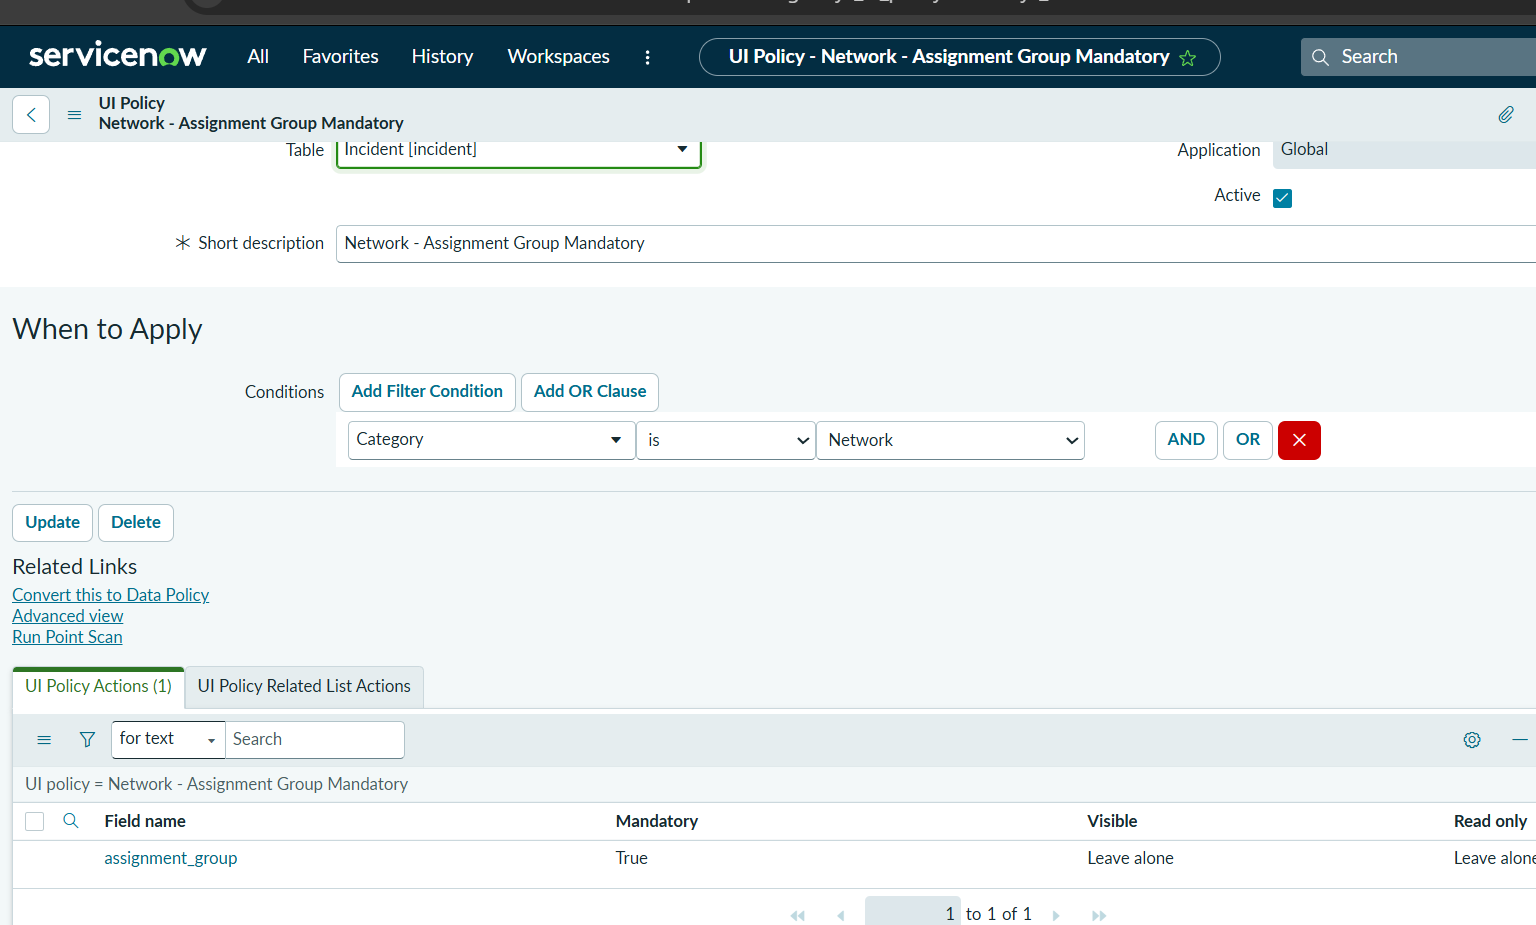 servicenow All Favorites History Workspaces UI Policy - Network - Assignment Group Mandatory Search
UI Policy
Network - Assignment Group Mandatory
Table Incident [incident] Application Global
Active
* Short description Network - Assignment Group Mandatory
When to Apply
Conditions Add Filter Condition Add OR Clause
Category is Network AND OR
Update Delete
Related Links
Convert this to Data Policy
Advanced view
Run Point Scan
UI Policy Actions (1) UI Policy Related List Actions
for text Search
UI policy = Network - Assignment Group Mandatory
Field name Mandatory Visible Read only
assignment_group True Leave alone Leave alone
1 to 1 of 1